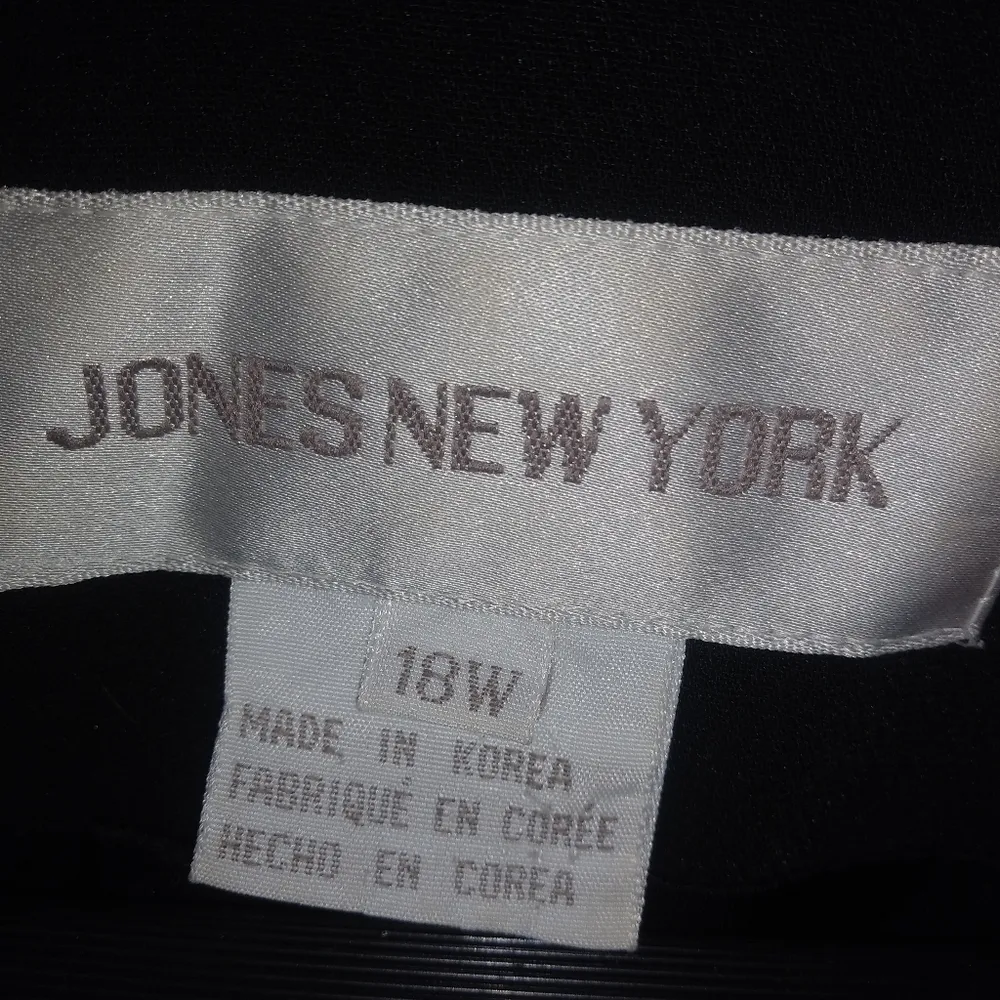 JONES NEW YORK
18W
MADE IN KOREA
FABRIQUÉ EN CORÉE
HECHO EN COREA